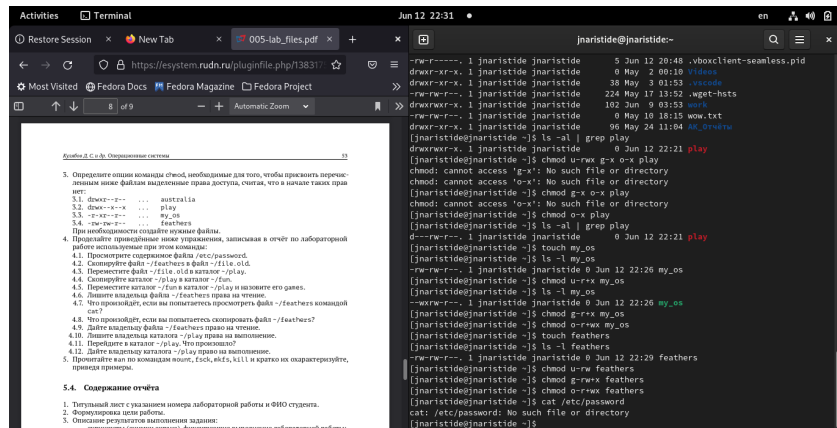 Activities Terminal Jun 12 22:31 en
Restore Session × New Tab × 005-lab_files.pdf × + ×
https://esystem.rudn.ru/pluginfile.php/138317
Most Visited Fedora Docs Fedora Magazine Fedora Project >
8 of 9 — + Automatic Zoom
Кулябов Д. С. и др. Операционные системы 53
3. Определите опции команды chmod, необходимые для того, чтобы присвоить перечис-
ленным ниже файлам выделенные права доступа, считая, что в начале таких прав
нет:
3.1. drwxr--r-- ... australia
3.2. drwx--x--x ... play
3.3. -r-xr--r-- ... my_os
3.4. -rw-rw-r-- ... feathers
При необходимости создайте нужные файлы.
4. Проделайте приведённые ниже упражнения, записывая в отчёт по лабораторной
работе используемые при этом команды:
4.1. Просмотрите содержимое файла /etc/password.
4.2. Скопируйте файл ~/feathers в файл ~/file.old.
4.3. Переместите файл ~/file.old в каталог ~/play.
4.4. Скопируйте каталог ~/play в каталог ~/fun.
4.5. Переместите каталог ~/fun в каталог ~/play и назовите его games.
4.6. Лишите владельца файла ~/feathers права на чтение.
4.7. Что произойдёт, если вы попытаетесь просмотреть файл ~/feathers командой
cat?
4.8. Что произойдёт, если вы попытаетесь скопировать файл ~/feathers?
4.9. Дайте владельцу файла ~/feathers право на чтение.
4.10. Лишите владельца каталога ~/play права на выполнение.
4.11. Перейдите в каталог ~/play. Что произошло?
4.12. Дайте владельцу каталога ~/play право на выполнение.
5. Прочитайте man по командам mount, fsck, mkfs, kill и кратко их охарактеризуйте,
приведя примеры.
5.4. Содержание отчёта
1. Титульный лист с указанием номера лабораторной работы и ФИО студента.
2. Формулировка цели работы.
3. Описание результатов выполнения задания:
jnaristide@jnaristide:~
-rw-r-----. 1 jnaristide jnaristide 5 Jun 12 20:48 .vboxclient-seamless.pid
drwxr-xr-x. 1 jnaristide jnaristide 0 May 2 00:10 Videos
drwxr-xr-x. 1 jnaristide jnaristide 38 May 3 01:53 .vscode
-rw-rw-r--. 1 jnaristide jnaristide 224 May 17 13:52 .wget-hsts
drwxrwxr-x. 1 jnaristide jnaristide 102 Jun 9 03:53 work
-rw-rw-r--. 1 jnaristide jnaristide 0 May 10 18:15 wow.txt
drwxr-xr-x. 1 jnaristide jnaristide 96 May 24 11:04 АК_Отчёты
[jnaristide@jnaristide ~]$ ls -al | grep play
drwxrwxr-x. 1 jnaristide jnaristide 0 Jun 12 22:21 play
[jnaristide@jnaristide ~]$ chmod u-rwx g-x o-x play
chmod: cannot access 'g-x': No such file or directory
chmod: cannot access 'o-x': No such file or directory
[jnaristide@jnaristide ~]$ chmod g-x o-x play
chmod: cannot access 'o-x': No such file or directory
[jnaristide@jnaristide ~]$ chmod o-x play
[jnaristide@jnaristide ~]$ ls -al | grep play
d---rw-r--. 1 jnaristide jnaristide 0 Jun 12 22:21 play
[jnaristide@jnaristide ~]$ touch my_os
[jnaristide@jnaristide ~]$ ls -l my_os
-rw-rw-r--. 1 jnaristide jnaristide 0 Jun 12 22:26 my_os
[jnaristide@jnaristide ~]$ chmod u-r+x my_os
[jnaristide@jnaristide ~]$ ls -l my_os
--wxrw-r--. 1 jnaristide jnaristide 0 Jun 12 22:26 my_os
[jnaristide@jnaristide ~]$ chmod g-r+x my_os
[jnaristide@jnaristide ~]$ chmod o-r+wx my_os
[jnaristide@jnaristide ~]$ touch feathers
[jnaristide@jnaristide ~]$ ls -l feathers
-rw-rw-r--. 1 jnaristide jnaristide 0 Jun 12 22:29 feathers
[jnaristide@jnaristide ~]$ chmod u-rw feathers
[jnaristide@jnaristide ~]$ chmod g-rw+x feathers
[jnaristide@jnaristide ~]$ chmod o-r+wx feathers
[jnaristide@jnaristide ~]$ cat /etc/password
cat: /etc/password: No such file or directory
[jnaristide@jnaristide ~]$